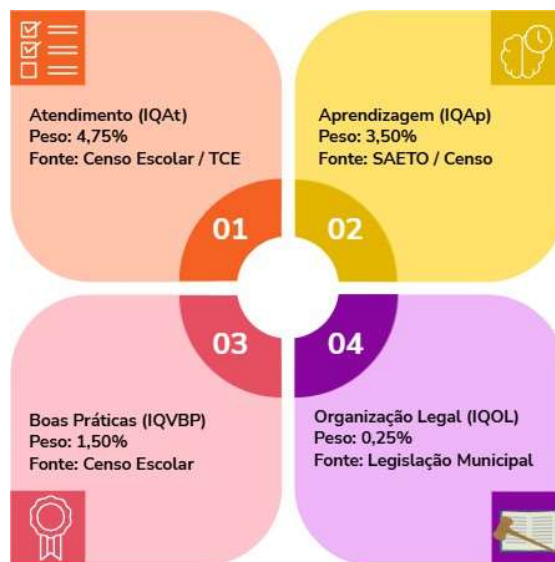 Atendimento (IQAt)
Peso: 4,75%
Fonte: Censo Escolar / TCE
01
Aprendizagem (IQAp)
Peso: 3,50%
Fonte: SAETO / Censo
02
03
Boas Práticas (IQVBP)
Peso: 1,50%
Fonte: Censo Escolar
04
Organização Legal (IQOL)
Peso: 0,25%
Fonte: Legislação Municipal